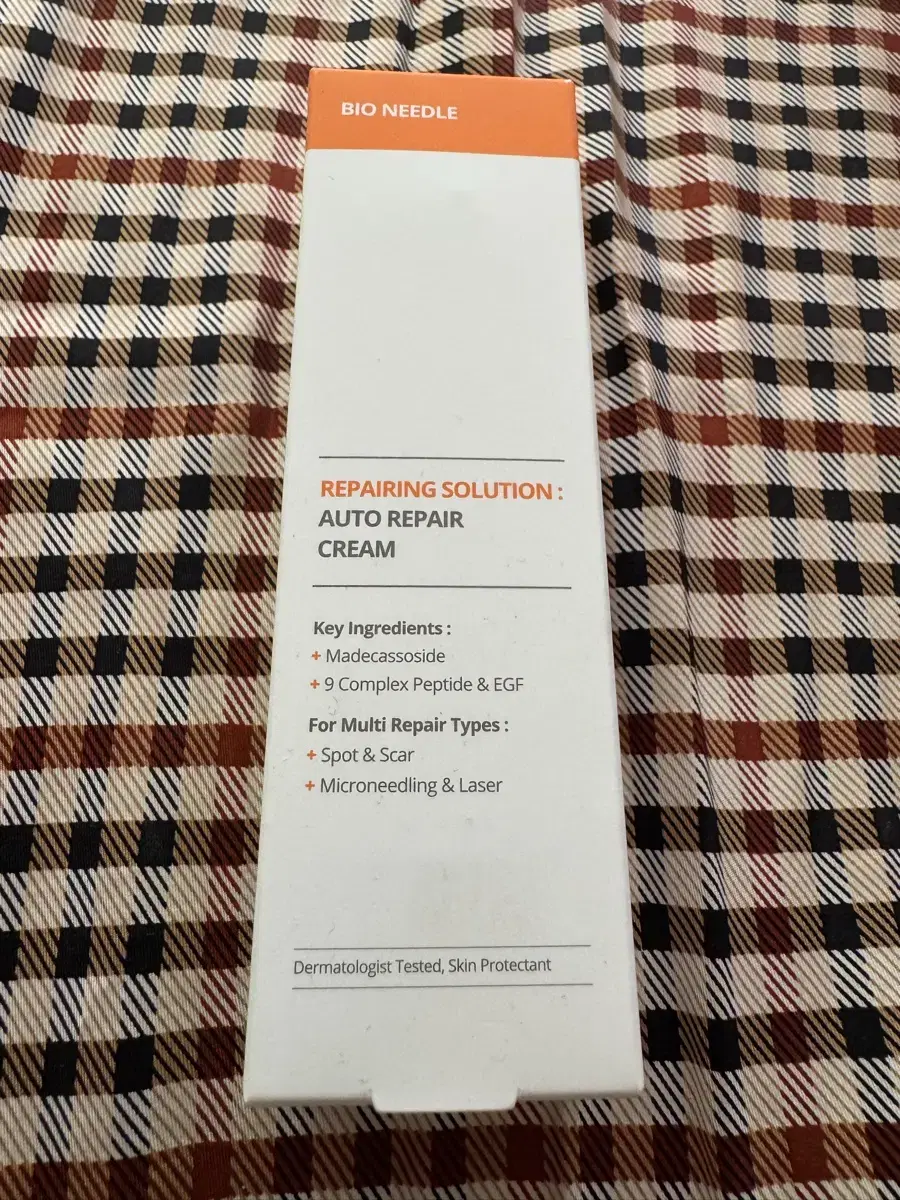 BIO NEEDLE
REPAIRING SOLUTION :
AUTO REPAIR
CREAM
Key Ingredients :
+ Madecassoside
+ 9 Complex Peptide & EGF
For Multi Repair Types :
+ Spot & Scar
+ Microneedling & Laser
Dermatologist Tested, Skin Protectant